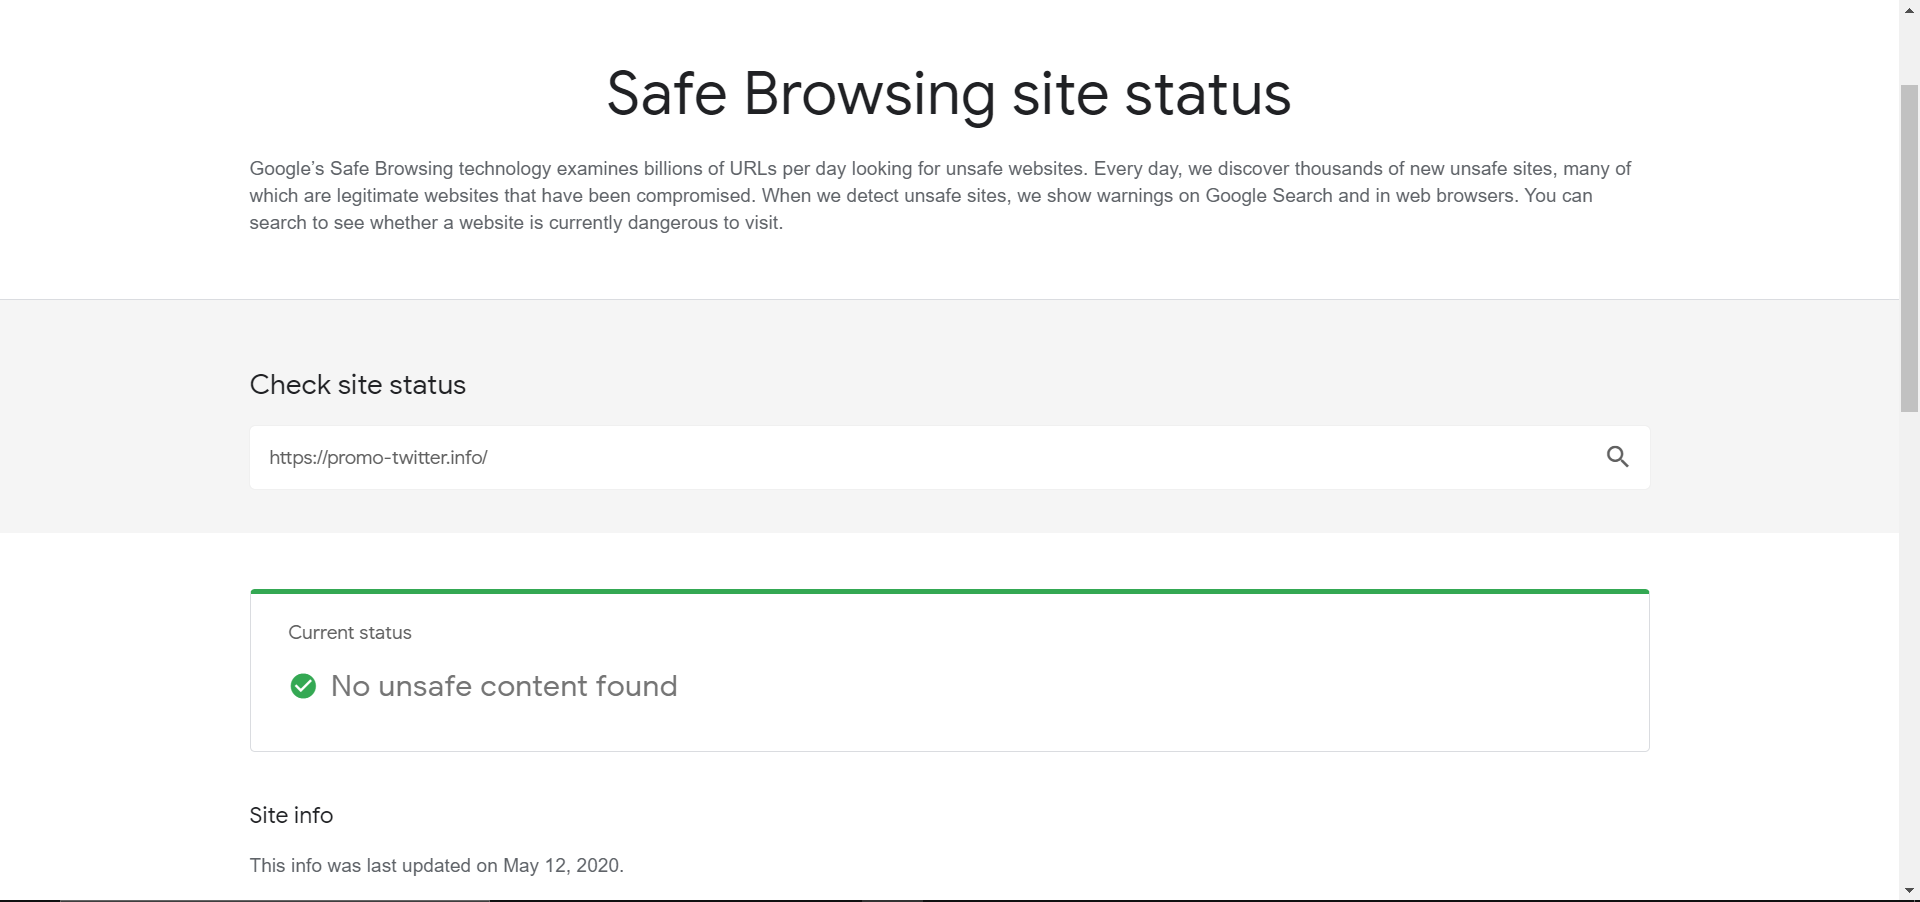 Safe Browsing site status
Google’s Safe Browsing technology examines billions of URLs per day looking for unsafe websites. Every day, we discover thousands of new unsafe sites, many of
which are legitimate websites that have been compromised. When we detect unsafe sites, we show warnings on Google Search and in web browsers. You can
search to see whether a website is currently dangerous to visit.
Check site status
https://promo-twitter.info/
Current status
No unsafe content found
Site info
This info was last updated on May 12, 2020.